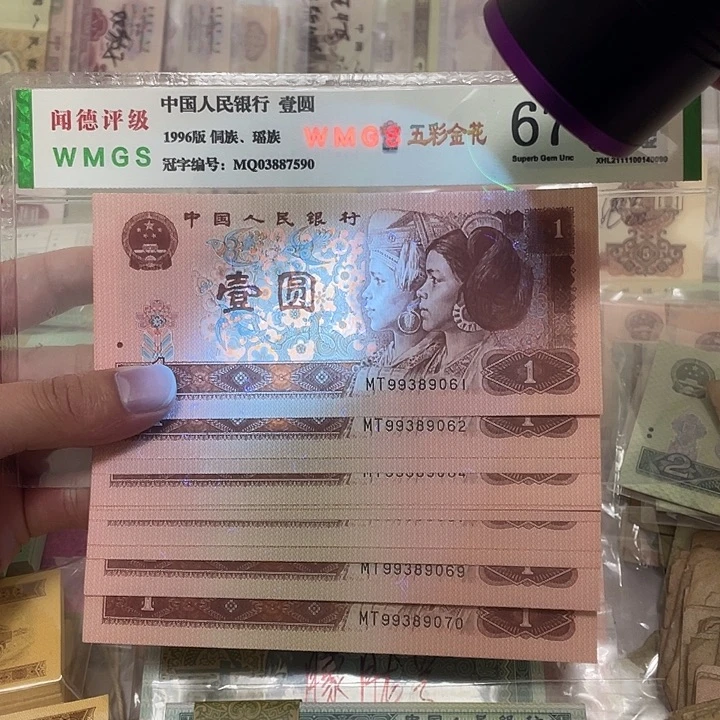 闻德评级
WMGS
中国人民银行 壹圆
1996版 侗族、瑶族
冠字编号：MQ03887590
WMGS 五彩金花
67
Superb Gem Unc
中国人民银行
1
壹圆
MT99389061
1
MT99389062
1
MT99389069
1
MT99389070
1
2